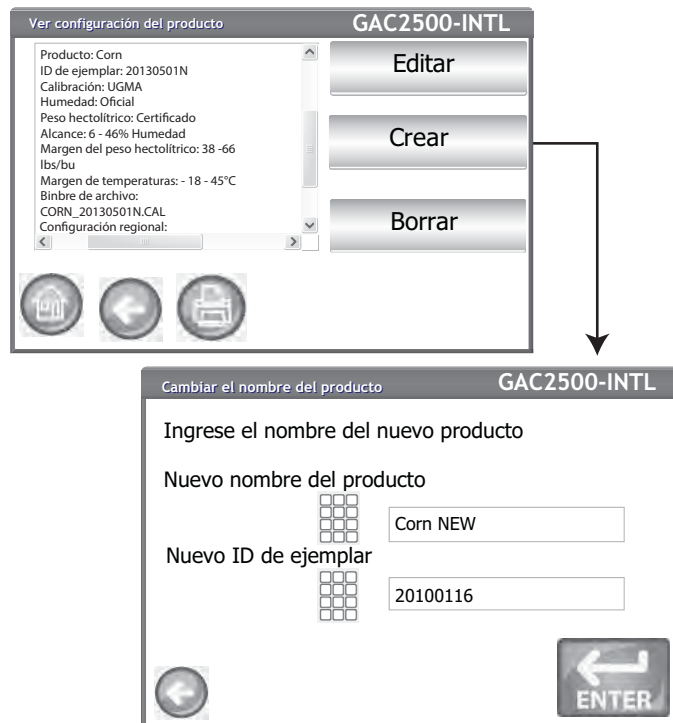 Ver configuración del producto GAC2500-INTL
Producto: Corn
ID de ejemplar: 20130501N
Calibración: UGMA
Humedad: Oficial
Peso hectolítrico: Certificado
Alcance: 6 - 46% Humedad
Margen del peso hectolítrico: 38 -66
lbs/bu
Margen de temperaturas: - 18 - 45°C
Binbre de archivo:
CORN_20130501N.CAL
Configuración regional:
Editar
Crear
Borrar
Cambiar el nombre del producto GAC2500-INTL
Ingrese el nombre del nuevo producto
Nuevo nombre del producto
Corn NEW
Nuevo ID de ejemplar
20100116
ENTER